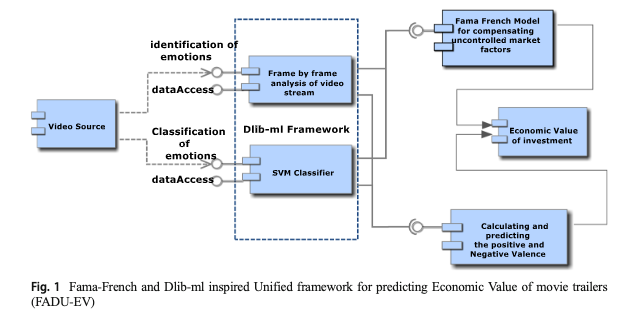 identification of
emotions
dataAccess
Video Source
Classification
of
emotions
dataAccess
Frame by frame
analysis of video
stream
Dlib-ml Framework
SVM Classifier
Fama French Model
for compensating
uncontrolled market
factors
Economic Value
of investment
Calculating and
predicting
the positive and
Negative Valence
Fig. 1 Fama-French and Dlib-ml inspired Unified framework for predicting Economic Value of movie trailers
(FADU-EV)